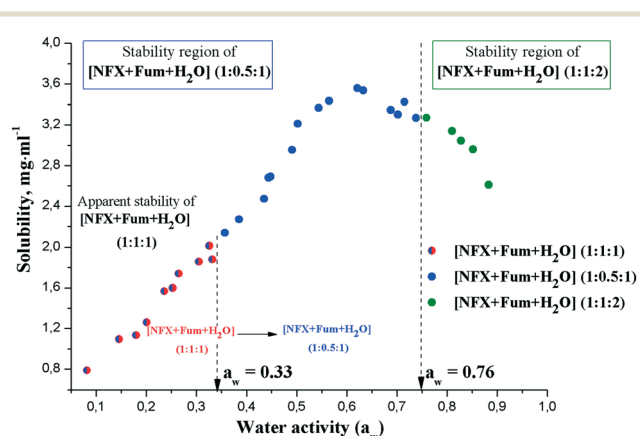 Stability region of
[NFX+Fum+H₂O] (1:0.5:1)
Stability region of
[NFX+Fum+H₂O] (1:1:2)
Apparent stability of
[NFX+Fum+H₂O]
(1:1:1)
[NFX+Fum+H₂O] (1:1:1)
[NFX+Fum+H₂O] (1:0.5:1)
[NFX+Fum+H₂O] (1:1:2)
[NFX+Fum+H₂O]
(1:1:1)
[NFX+Fum+H₂O]
(1:0.5:1)
a_w = 0.33
a_w = 0.76
Solubility, mg·ml⁻¹
4,0
3,6
3,2
2,8
2,4
2,0
1,6
1,2
0,8
0,1 0,2 0,3 0,4 0,5 0,6 0,7 0,8 0,9 1,0
Water activity (a_w)